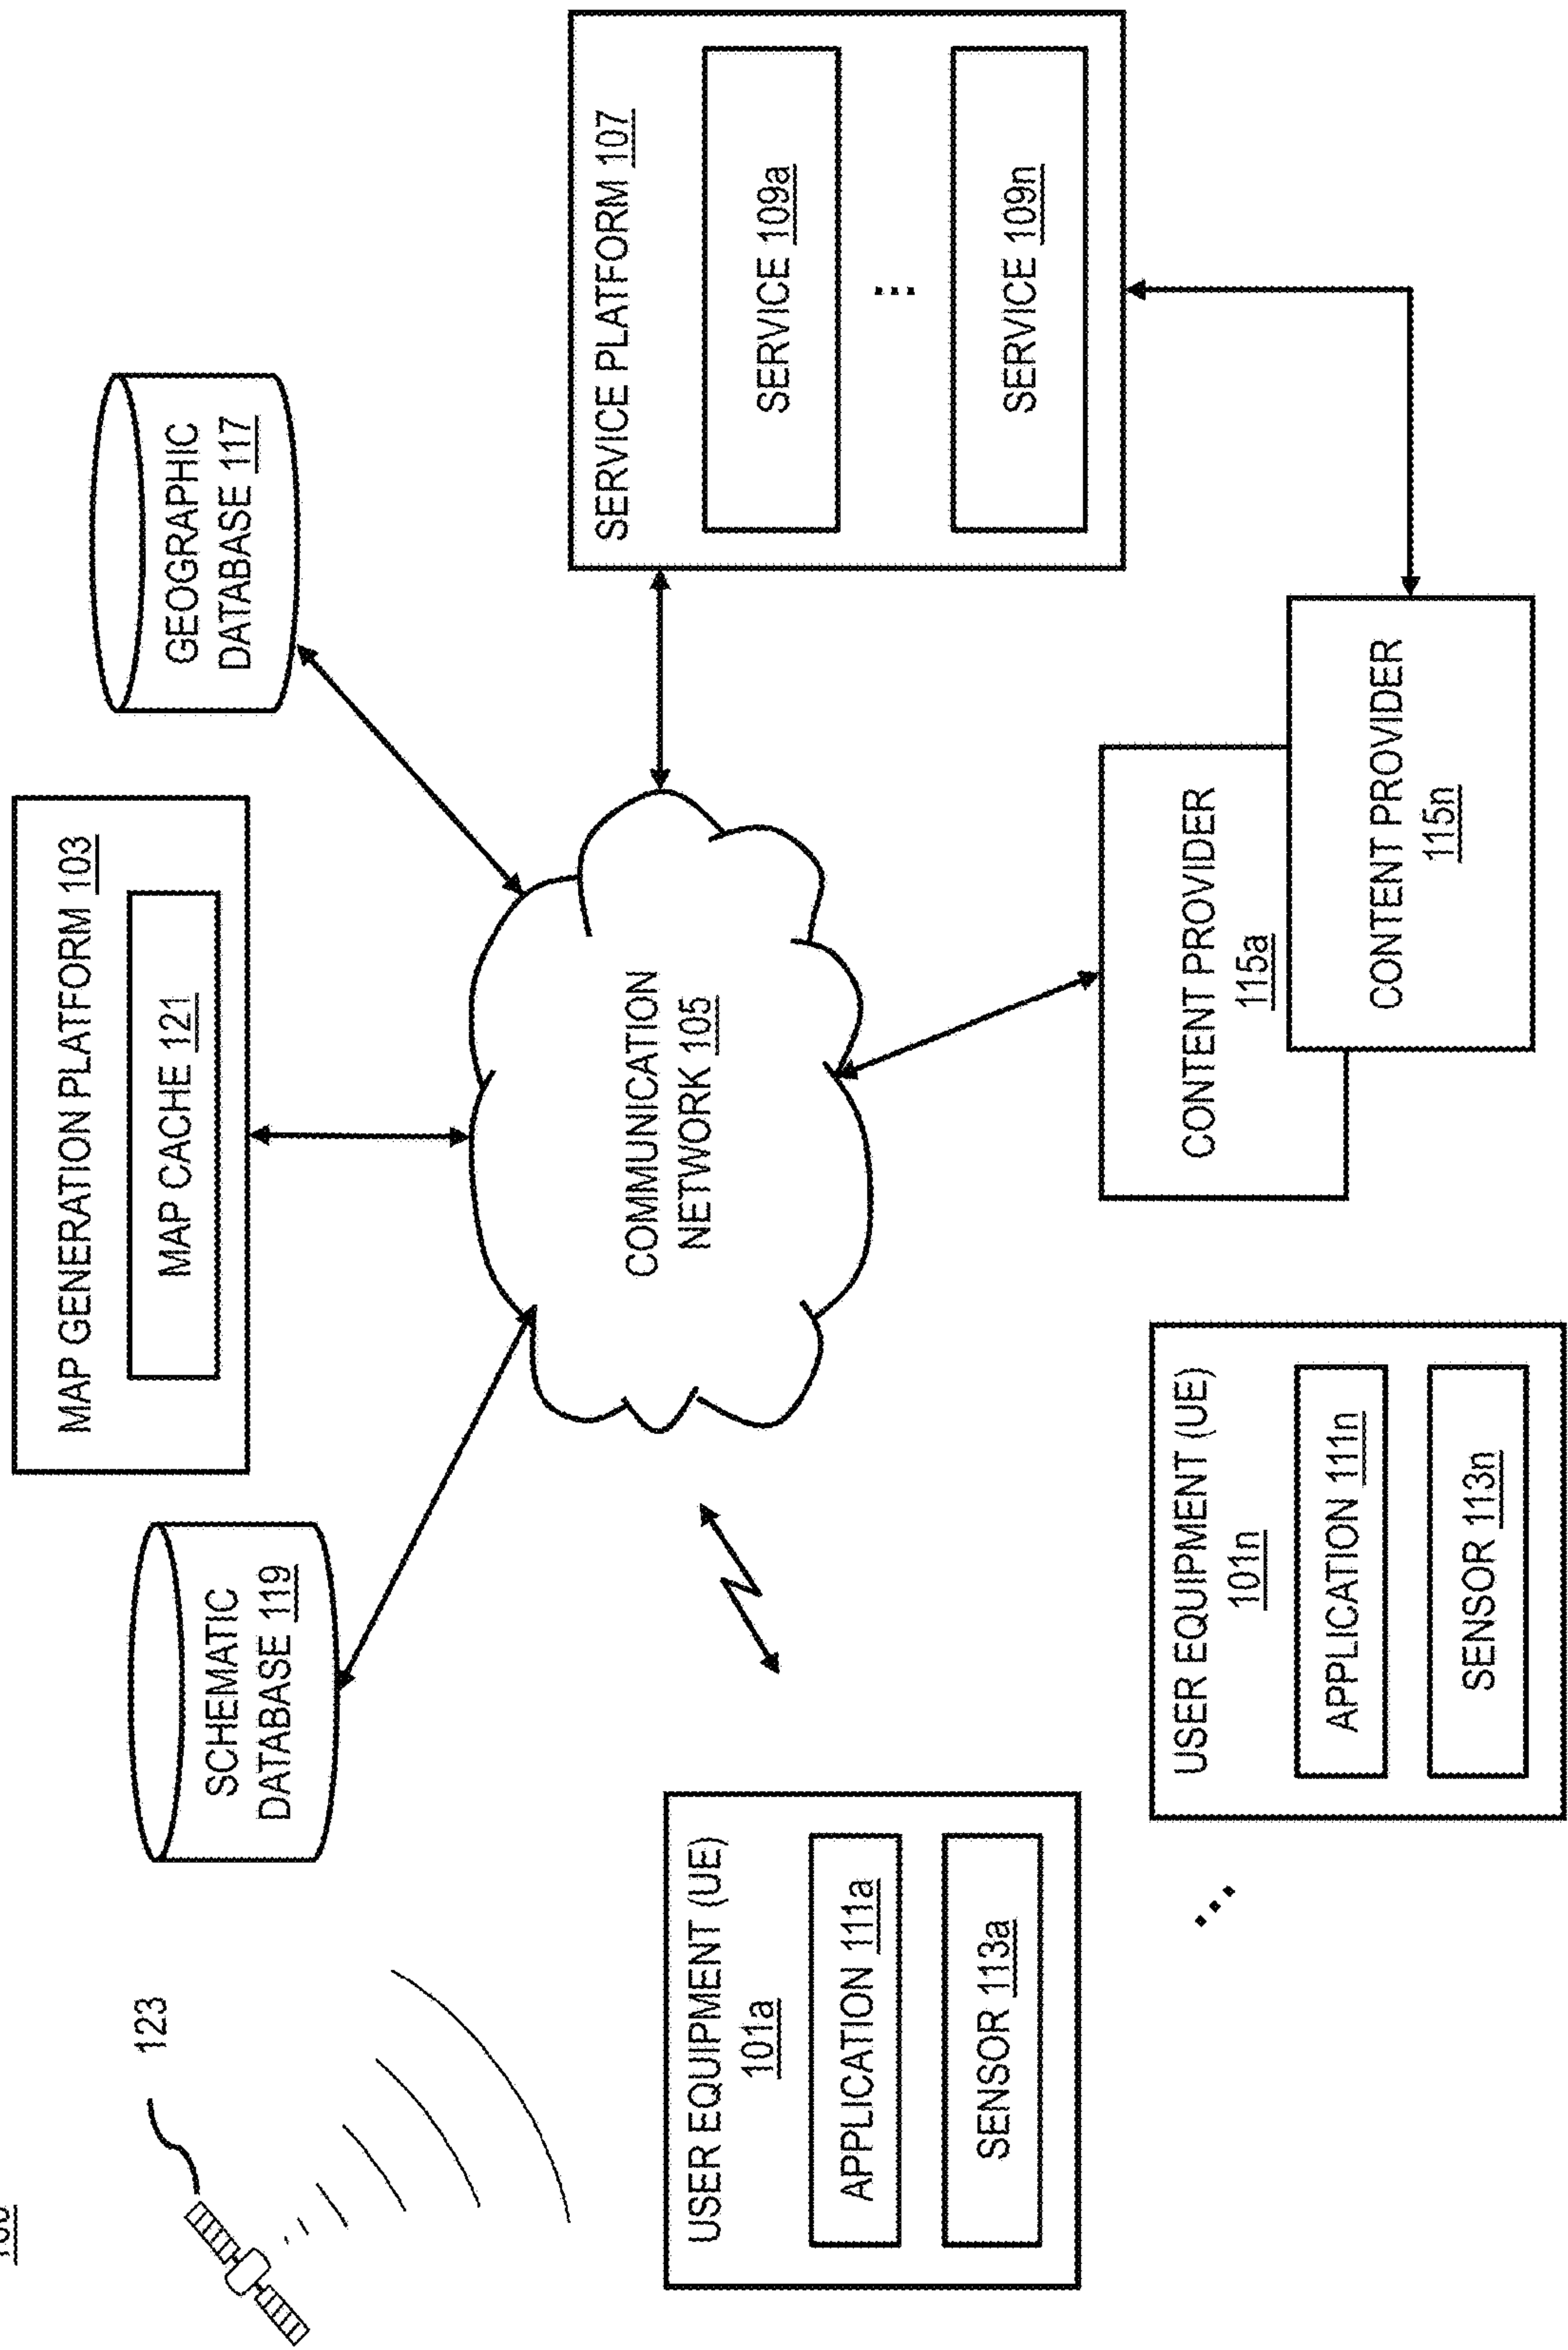 100
123
SCHEMATIC
DATABASE 119
MAP GENERATION PLATFORM 103
MAP CACHE 121
GEOGRAPHIC
DATABASE 117
COMMUNICATION
NETWORK 105
SERVICE PLATFORM 107
SERVICE 109a
...
SERVICE 109n
USER EQUIPMENT (UE)
101a
APPLICATION 111a
SENSOR 113a
...
USER EQUIPMENT (UE)
101n
APPLICATION 111n
SENSOR 113n
CONTENT PROVIDER
115a
CONTENT PROVIDER
115n